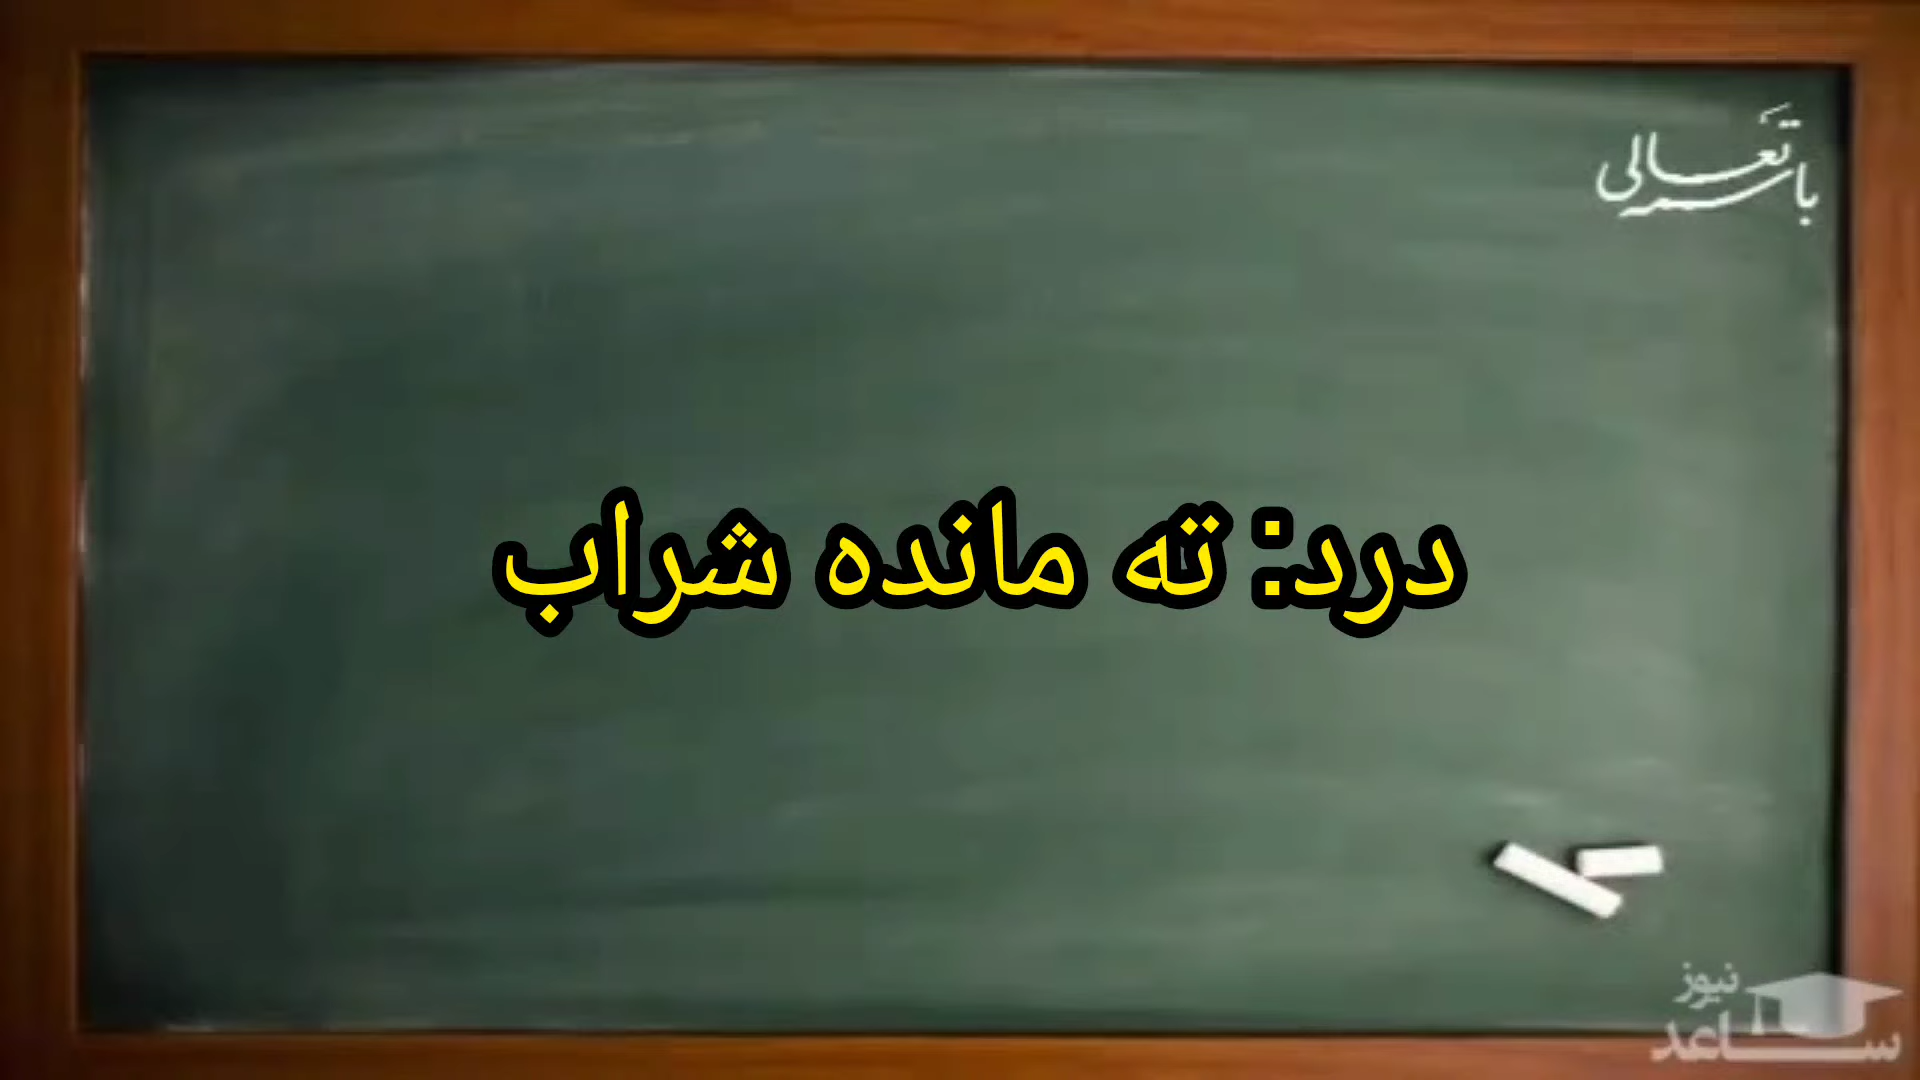 باسمه تعالی
درد: ته مانده شراب
نیوز
ساعد